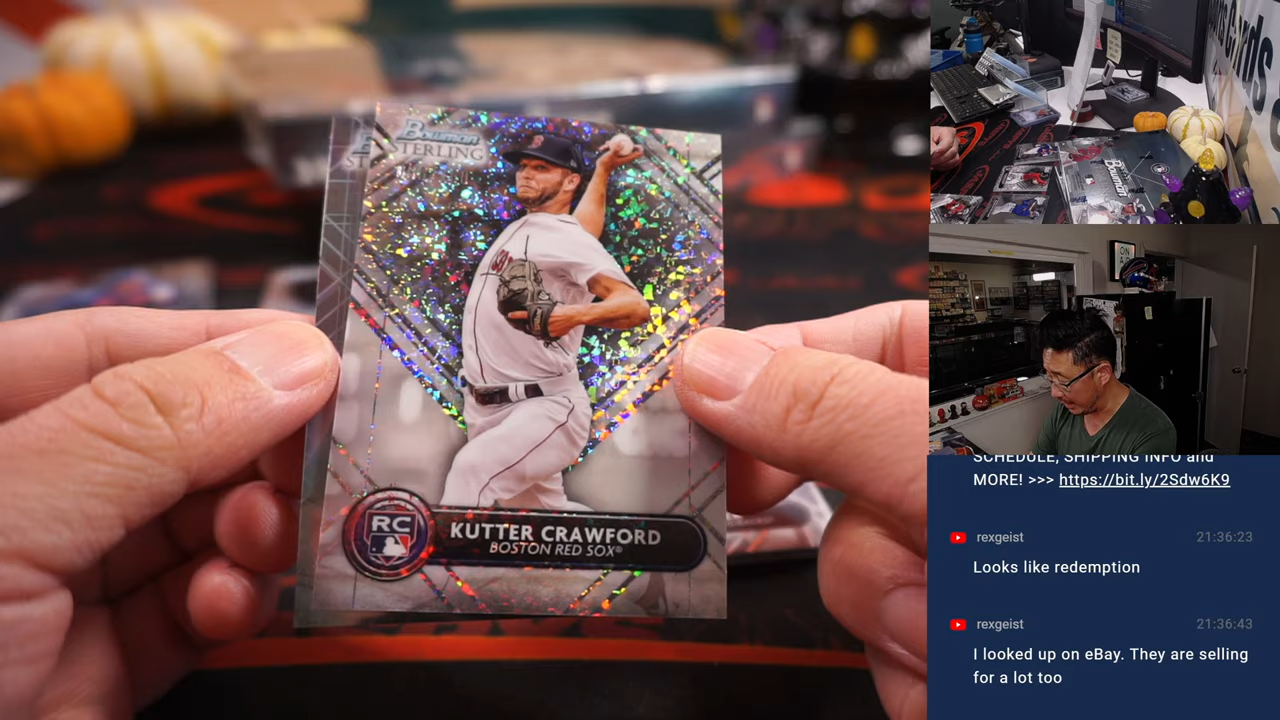 Bowman
STERLING
RC
KUTTER CRAWFORD
BOSTON RED SOX®
Cards
ON
SCHEDULE, SHIPPING INFO and
MORE! >>> https://bit.ly/2Sdw6K9
rexgeist
21:36:23
Looks like redemption
rexgeist
21:36:43
I looked up on eBay. They are selling
for a lot too